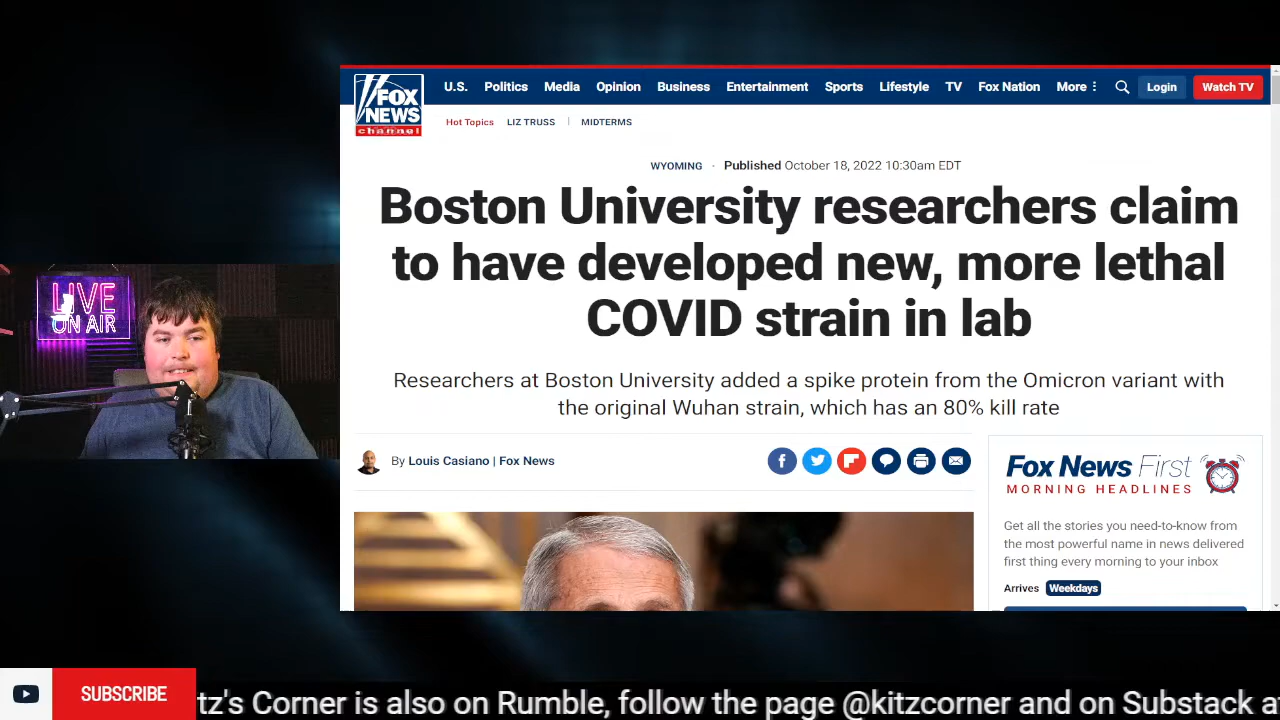 FOX
NEWS
channel
U.S. Politics Media Opinion Business Entertainment Sports Lifestyle TV Fox Nation More Login Watch TV
Hot Topics LIZ TRUSS | MIDTERMS
WYOMING · Published October 18, 2022 10:30am EDT
Boston University researchers claim
to have developed new, more lethal
COVID strain in lab
Researchers at Boston University added a spike protein from the Omicron variant with
the original Wuhan strain, which has an 80% kill rate
By Louis Casiano | Fox News
Fox News First
MORNING HEADLINES
Get all the stories you need-to-know from
the most powerful name in news delivered
first thing every morning to your inbox
Arrives Weekdays
LIVE
ON AIR
SUBSCRIBE
tz's Corner is also on Rumble, follow the page @kitzcorner and on Substack a